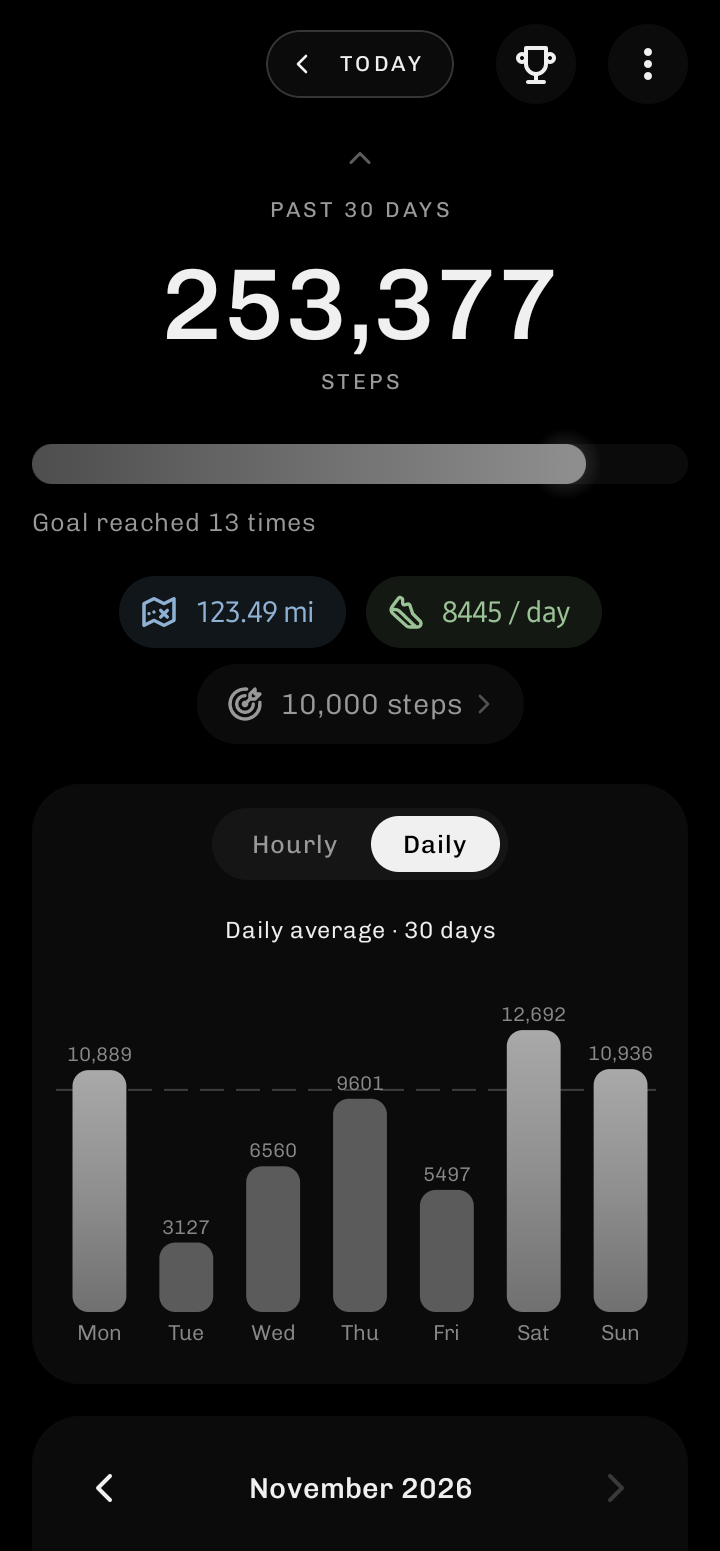 TODAY
PAST 30 DAYS
253,377
STEPS
Goal reached 13 times
123.49 mi
8445 / day
10,000 steps
Hourly
Daily
Daily average · 30 days
10,889
3127
6560
9601
5497
12,692
10,936
Mon
Tue
Wed
Thu
Fri
Sat
Sun
November 2026